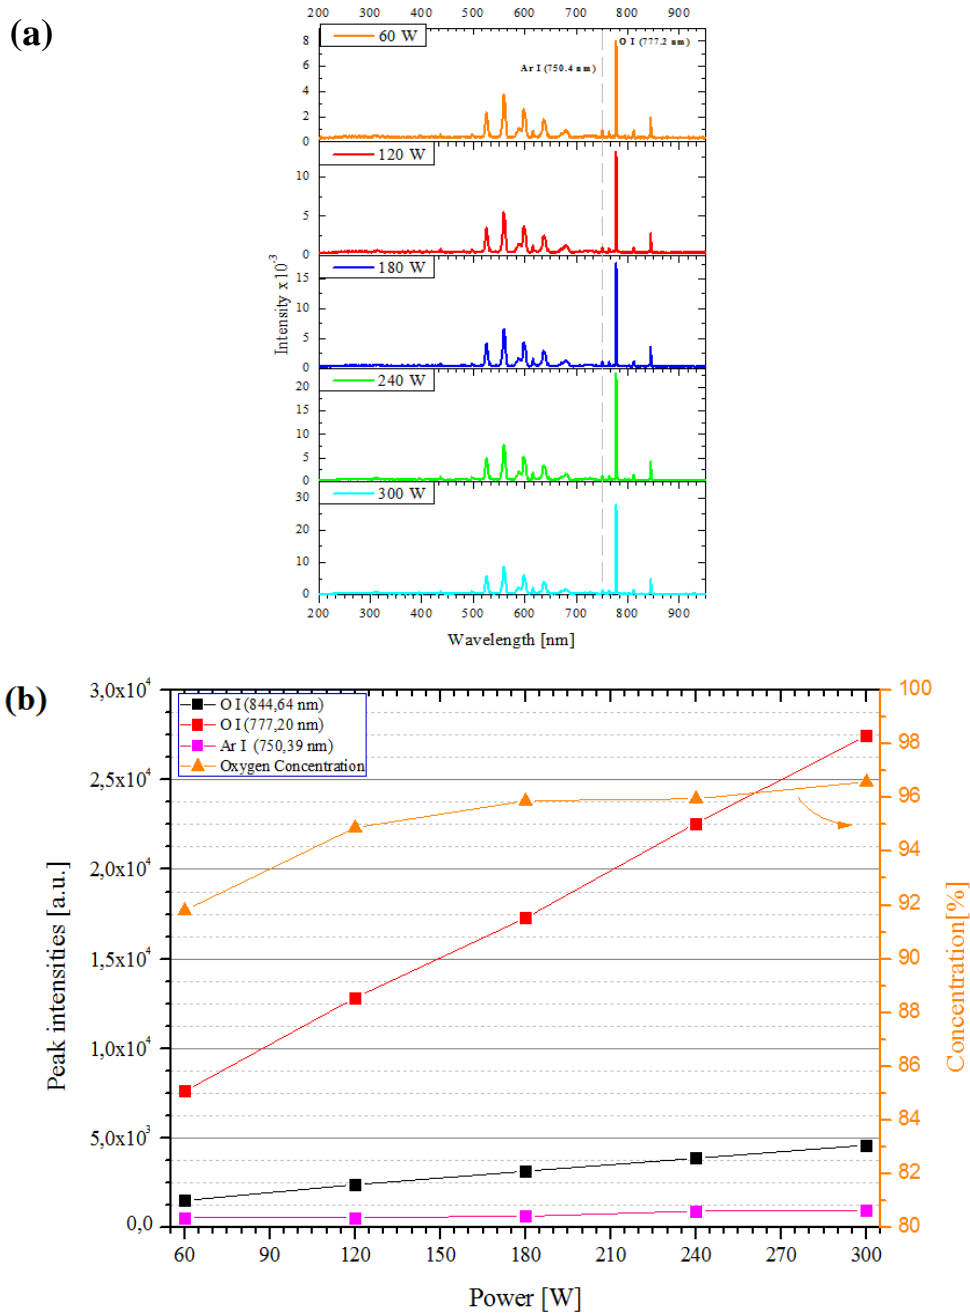 (a)
200 300 400 500 600 700 800 900
60 W
O I (777.2 nm)
Ar I (750.4 nm)
8
6
4
2
0
120 W
10
5
0
180 W
15
10
5
0
240 W
20
15
10
5
0
300 W
30
20
10
0
Intensity x10⁻³
200 300 400 500 600 700 800 900
Wavelength [nm]
(b)
3,0x10⁴
2,5x10⁴
2,0x10⁴
1,5x10⁴
1,0x10⁴
5,0x10³
0,0
Peak intensities [a.u.]
O I (844,64 nm)
O I (777,20 nm)
Ar I (750,39 nm)
Oxygen Concentration
100
98
96
94
92
90
88
86
83
82
80
Concentration[%]
60 90 120 150 180 210 240 270 300
Power [W]